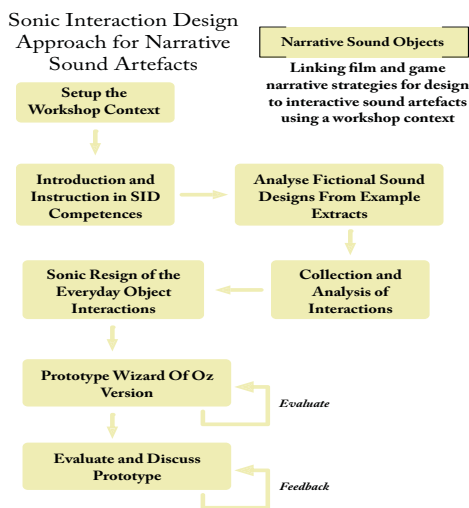 Sonic Interaction Design
Approach for Narrative
Sound Artefacts
Narrative Sound Objects
Linking film and game
narrative strategies for design
to interactive sound artefacts
using a workshop context
Setup the
Workshop Context
Introduction and
Instruction in SID
Competences
Analyse Fictional Sound
Designs From Example
Extracts
Sonic Resign of the
Everyday Object
Interactions
Collection and
Analysis of
Interactions
Prototype Wizard Of Oz
Version
Evaluate
Evaluate and Discuss
Prototype
Feedback